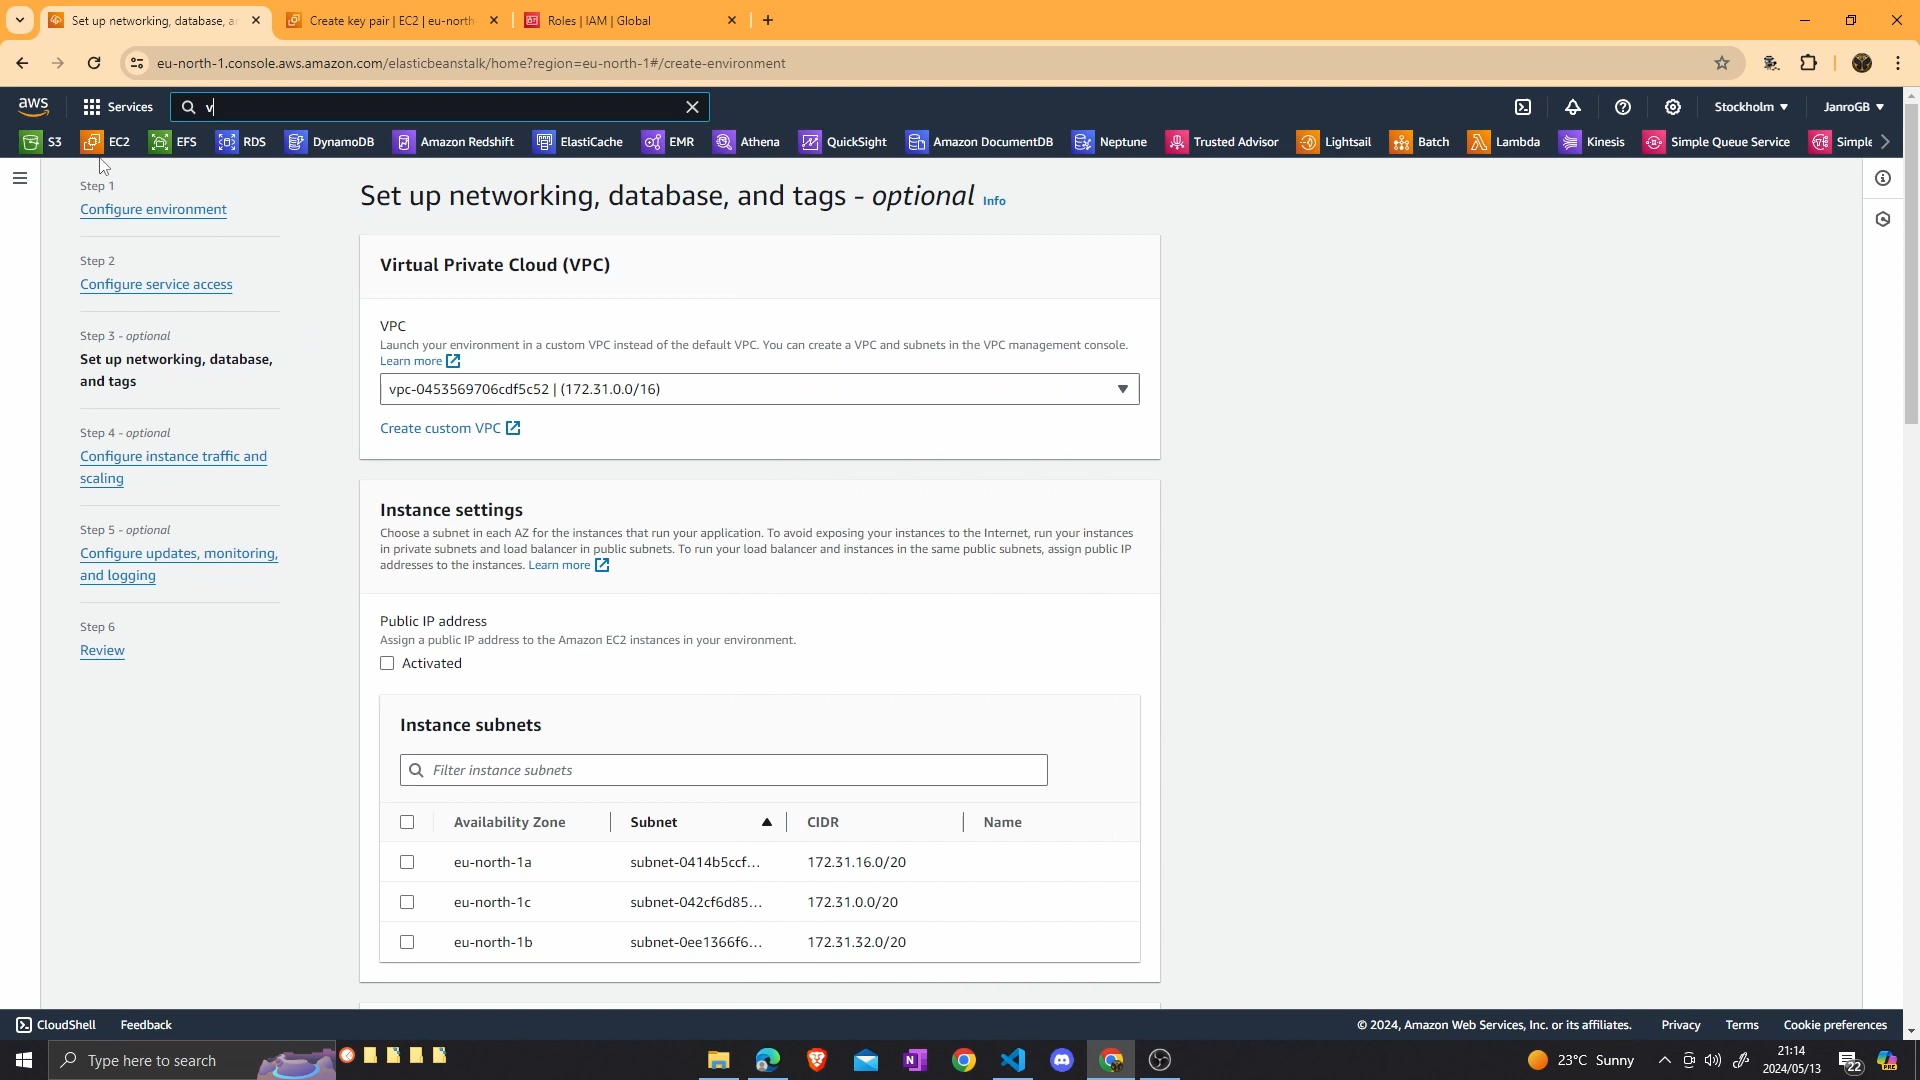 Set up networking, database, a
Create key pair | EC2 | eu-north
Roles | IAM | Global
eu-north-1.console.aws.amazon.com/elasticbeanstalk/home?region=eu-north-1#/create-environment
aws
Services
v
Stockholm
JanroGB
S3
EC2
EFS
RDS
DynamoDB
Amazon Redshift
ElastiCache
EMR
Athena
QuickSight
Amazon DocumentDB
Neptune
Trusted Advisor
Lightsail
Batch
Lambda
Kinesis
Simple Queue Service
Simple
Step 1
Configure environment
Step 2
Configure service access
Step 3 - optional
Set up networking, database,
and tags
Step 4 - optional
Configure instance traffic and
scaling
Step 5 - optional
Configure updates, monitoring,
and logging
Step 6
Review
Set up networking, database, and tags - optional Info
Virtual Private Cloud (VPC)
VPC
Launch your environment in a custom VPC instead of the default VPC. You can create a VPC and subnets in the VPC management console.
Learn more
vpc-0453569706cdf5c52 | (172.31.0.0/16)
Create custom VPC
Instance settings
Choose a subnet in each AZ for the instances that run your application. To avoid exposing your instances to the Internet, run your instances
in private subnets and load balancer in public subnets. To run your load balancer and instances in the same public subnets, assign public IP
addresses to the instances. Learn more
Public IP address
Assign a public IP address to the Amazon EC2 instances in your environment.
Activated
Instance subnets
Filter instance subnets
Availability Zone Subnet CIDR Name
eu-north-1a subnet-0414b5ccf... 172.31.16.0/20
eu-north-1c subnet-042cf6d85... 172.31.0.0/20
eu-north-1b subnet-0ee1366f6... 172.31.32.0/20
CloudShell
Feedback
© 2024, Amazon Web Services, Inc. or its affiliates.
Privacy
Terms
Cookie preferences
Type here to search
23°C Sunny
21:14
2024/05/13
22